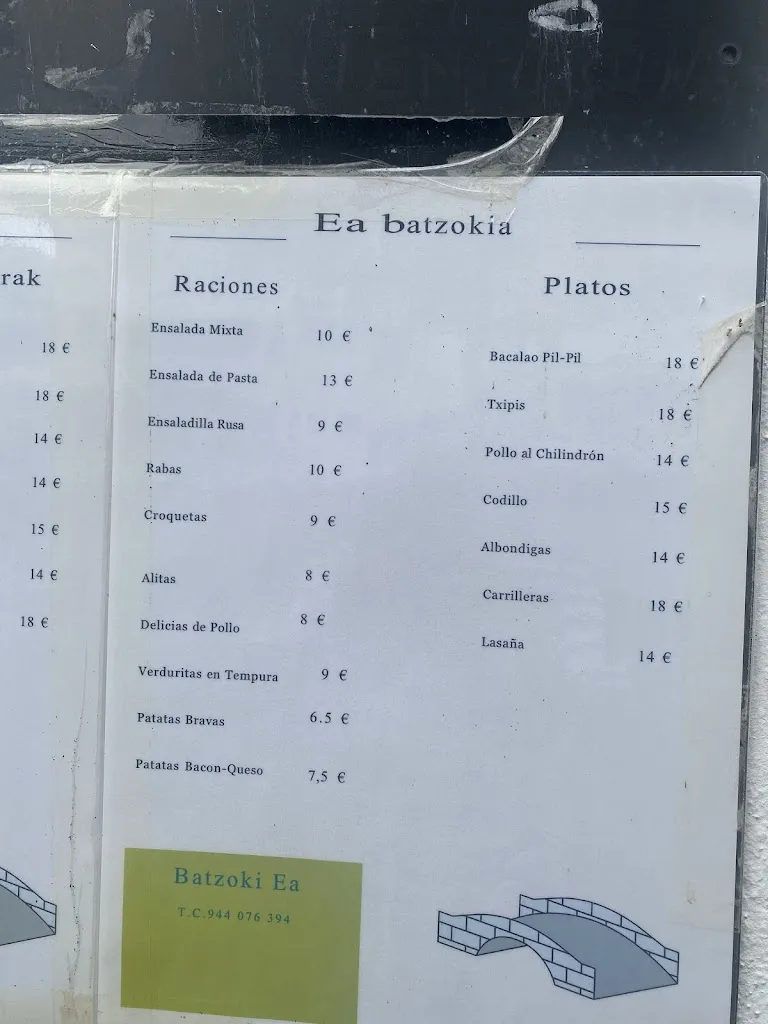 rak
18 €
18 €
14 €
14 €
15 €
14 €
18 €
Ea batzokia
Raciones
Ensalada Mixta 10 €
Ensalada de Pasta 13 €
Ensaladilla Rusa 9 €
Rabas 10 €
Croquetas 9 €
Alitas 8 €
Delicias de Pollo 8 €
Verduritas en Tempura 9 €
Patatas Bravas 6.5 €
Patatas Bacon-Queso 7,5 €
Platos
Bacalao Pil-Pil 18 €
Txipis 18 €
Pollo al Chilindrón 14 €
Codillo 15 €
Albondigas 14 €
Carrilleras 18 €
Lasaña 14 €
Batzoki Ea
T.C.944 076 394